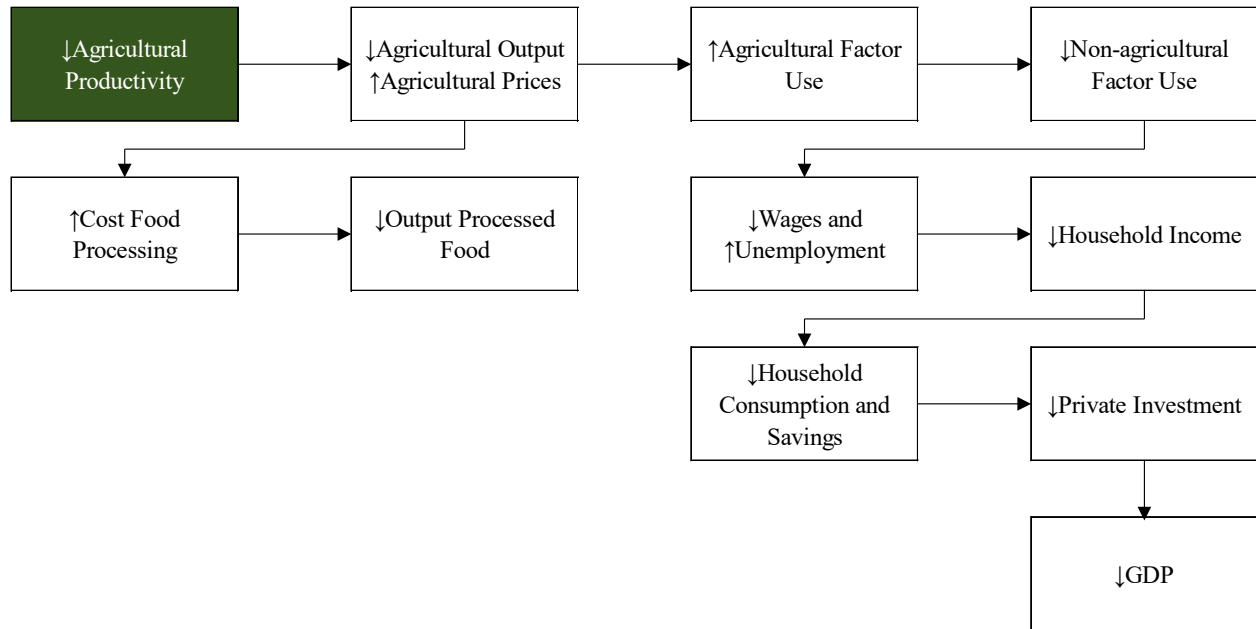 ↓Agricultural
Productivity
↓Agricultural Output
↑Agricultural Prices
↑Agricultural Factor
Use
↓Non-agricultural
Factor Use
↑Cost Food
Processing
↓Output Processed
Food
↓Wages and
↑Unemployment
↓Household Income
↓Household
Consumption and
Savings
↓Private Investment
↓GDP